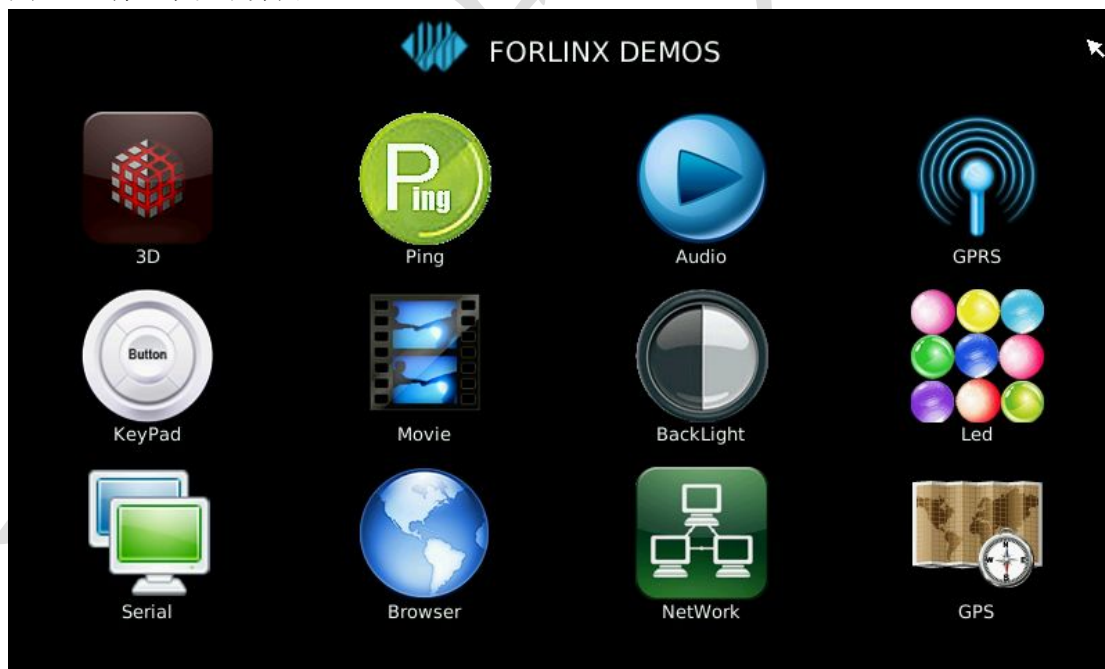 FORLINX DEMOS
3D
Ping
Ping
Audio
GPRS
Button
KeyPad
Movie
BackLight
Led
Serial
Browser
NetWork
N
W
E
S
GPS